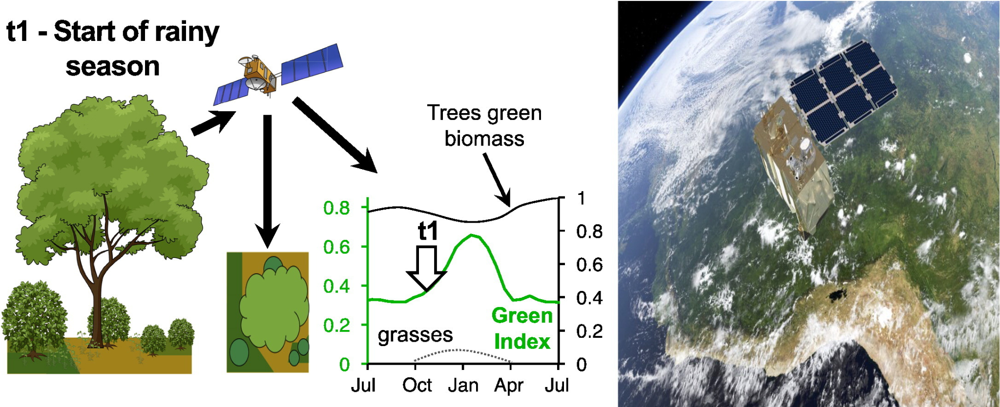 t1 - Start of rainy
season
Trees green
biomass
0.8
0.6
0.4
0.2
0
t1
1
0.8
0.6
0.4
0.2
0
grasses
Green
Index
Jul Oct Jan Apr Jul